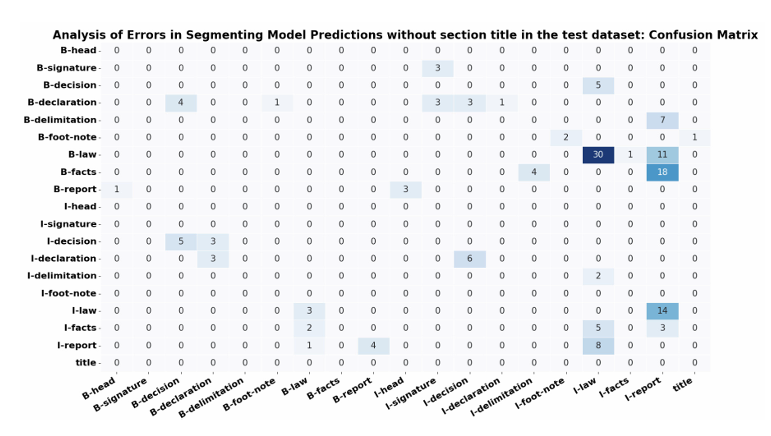 Analysis of Errors in Segmenting Model Predictions without section title in the test dataset: Confusion Matrix
B-head 0 0 0 0 0 0 0 0 0 0 0 0 0 0 0 0 0 0 0
B-signature 0 0 0 0 0 0 0 0 0 0 3 0 0 0 0 0 0 0 0
B-decision 0 0 0 0 0 0 0 0 0 0 0 0 0 0 0 5 0 0 0
B-declaration 0 0 4 0 0 1 0 0 0 0 3 3 1 0 0 0 0 0 0
B-delimitation 0 0 0 0 0 0 0 0 0 0 0 0 0 0 0 0 0 7 0
B-foot-note 0 0 0 0 0 0 0 0 0 0 0 0 0 0 2 0 0 0 1
B-law 0 0 0 0 0 0 0 0 0 0 0 0 0 0 0 30 1 11 0
B-facts 0 0 0 0 0 0 0 0 0 0 0 0 0 4 0 0 0 18 0
B-report 1 0 0 0 0 0 0 0 0 3 0 0 0 0 0 0 0 0 0
I-head 0 0 0 0 0 0 0 0 0 0 0 0 0 0 0 0 0 0 0
I-signature 0 0 0 0 0 0 0 0 0 0 0 0 0 0 0 0 0 0 0
I-decision 0 0 5 3 0 0 0 0 0 0 0 0 0 0 0 0 0 0 0
I-declaration 0 0 0 3 0 0 0 0 0 0 0 6 0 0 0 0 0 0 0
I-delimitation 0 0 0 0 0 0 0 0 0 0 0 0 0 0 0 2 0 0 0
I-foot-note 0 0 0 0 0 0 0 0 0 0 0 0 0 0 0 0 0 0 0
I-law 0 0 0 0 0 0 3 0 0 0 0 0 0 0 0 0 0 14 0
I-facts 0 0 0 0 0 0 2 0 0 0 0 0 0 0 0 5 0 3 0
I-report 0 0 0 0 0 0 1 0 4 0 0 0 0 0 0 8 0 0 0
title 0 0 0 0 0 0 0 0 0 0 0 0 0 0 0 0 0 0 0
B-head B-signature B-decision B-declaration B-delimitation B-foot-note B-law B-facts B-report I-head I-signature I-decision I-declaration I-delimitation I-foot-note I-law I-facts I-report title